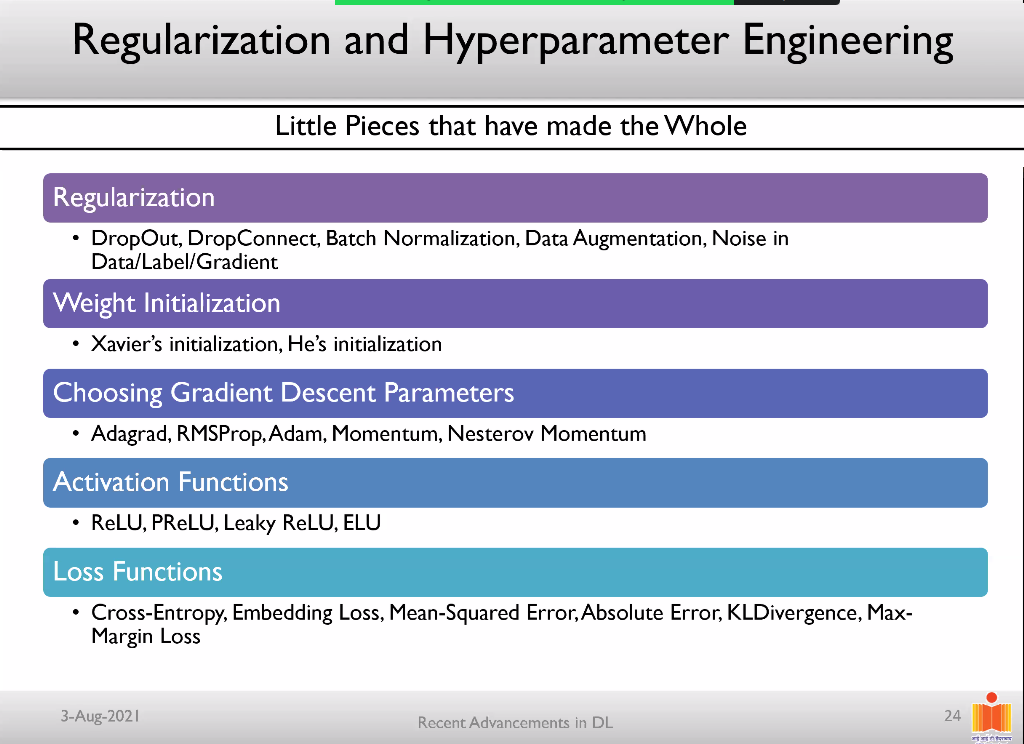 Regularization and Hyperparameter Engineering
Little Pieces that have made the Whole
Regularization
• DropOut, DropConnect, Batch Normalization, Data Augmentation, Noise in
Data/Label/Gradient
Weight Initialization
• Xavier's initialization, He's initialization
Choosing Gradient Descent Parameters
• Adagrad, RMSProp, Adam, Momentum, Nesterov Momentum
Activation Functions
• ReLU, PReLU, Leaky ReLU, ELU
Loss Functions
• Cross-Entropy, Embedding Loss, Mean-Squared Error, Absolute Error, KLDivergence, Max-
Margin Loss
3-Aug-2021
Recent Advancements in DL
24